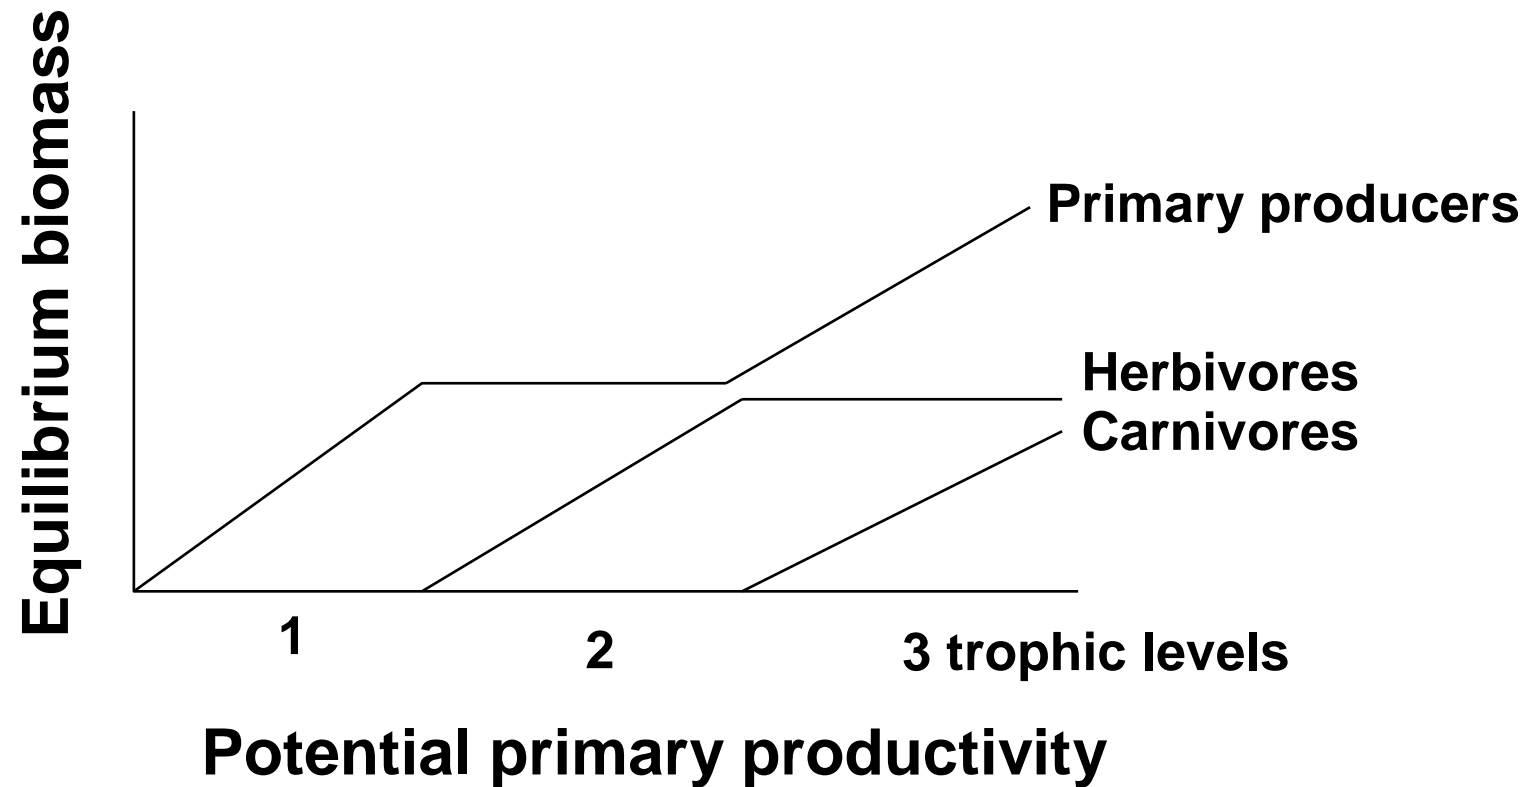 Equilibrium biomass
Primary producers
Herbivores
Carnivores
1
2
3 trophic levels
Potential primary productivity